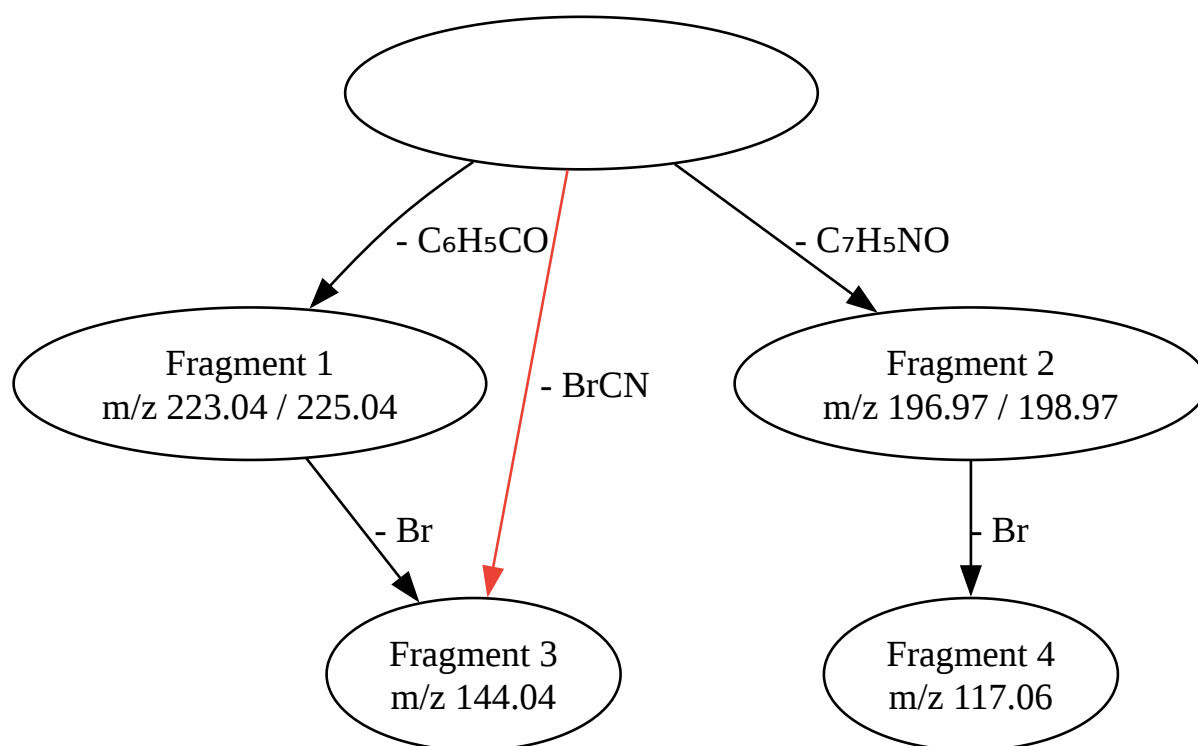 - C₆H₅CO
- C₇H₅NO
Fragment 1
m/z 223.04 / 225.04
- BrCN
Fragment 2
m/z 196.97 / 198.97
- Br
- Br
Fragment 3
m/z 144.04
Fragment 4
m/z 117.06